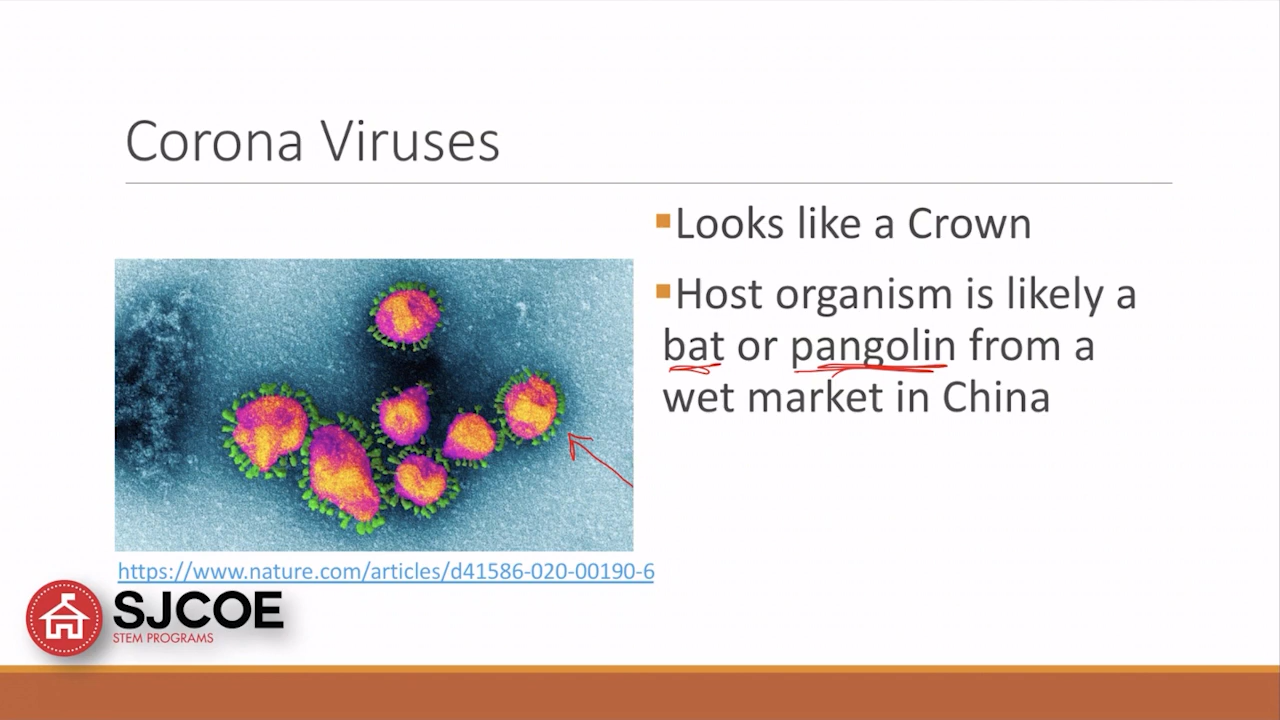 Corona Viruses
▪Looks like a Crown
▪Host organism is likely a
bat or pangolin from a
wet market in China
https://www.nature.com/articles/d41586-020-00190-6
SJCOE
STEM PROGRAMS